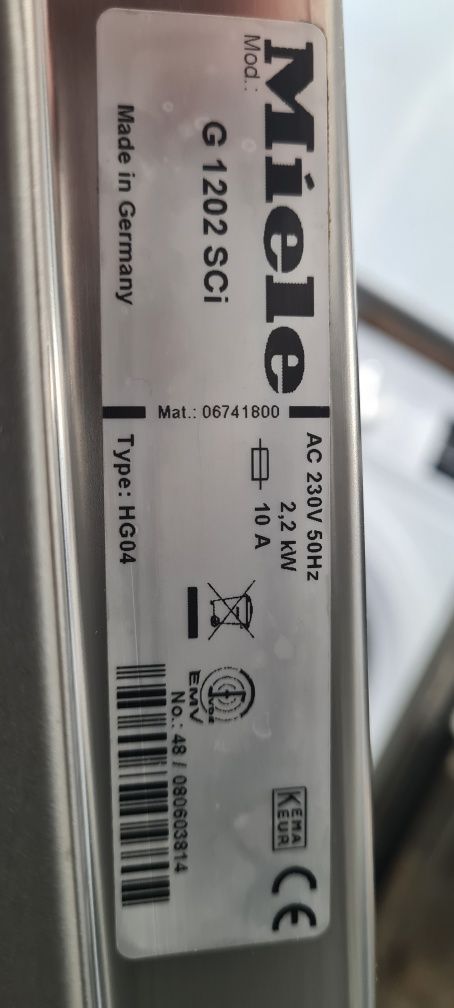 Miele
Mod.:
G 1202 SCi
Made in Germany
Mat.: 06741800
AC 230V 50Hz
2,2 kW
10 A
Type: HG04
VDE
EMV
No.: 48 / 080603814
KEMA
KEUR
CE